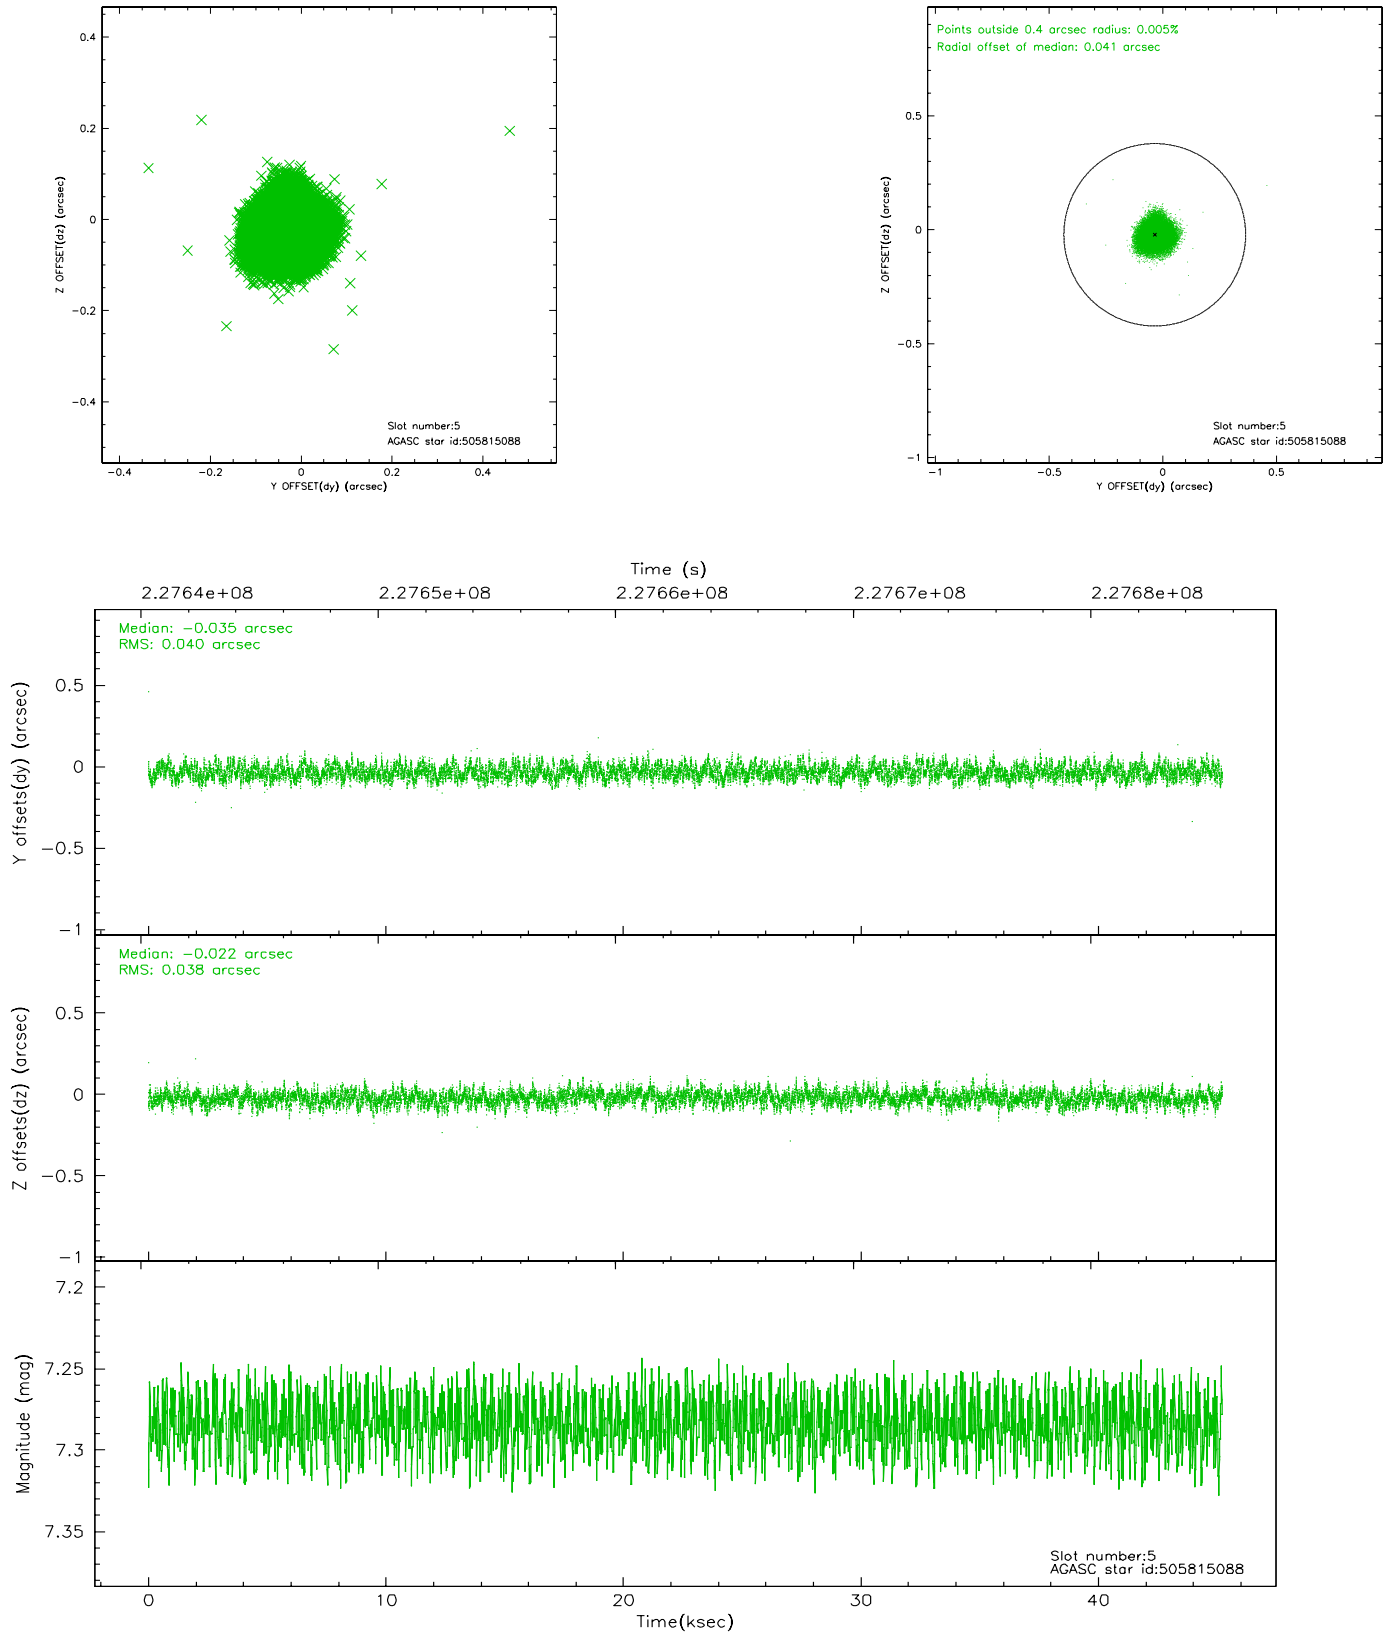 0.4
0.2
0
−0.2
−0.4
Z OFFSET(dz) (arcsec)
Slot number:5
AGASC star id:505815088
−0.4 −0.2 0 0.2 0.4
Y OFFSET(dy) (arcsec)
Points outside 0.4 arcsec radius: 0.005%
Radial offset of median: 0.041 arcsec
0.5
0
−0.5
−1
Z OFFSET(dz) (arcsec)
Slot number:5
AGASC star id:505815088
−1 −0.5 0 0.5
Y OFFSET(dy) (arcsec)
Time (s)
2.2764e+08 2.2765e+08 2.2766e+08 2.2767e+08 2.2768e+08
Median: −0.035 arcsec
RMS: 0.040 arcsec
0.5
0
−0.5
−1
Y offsets(dy) (arcsec)
Median: −0.022 arcsec
RMS: 0.038 arcsec
0.5
0
−0.5
−1
Z offsets(dz) (arcsec)
7.2
7.25
7.3
7.35
Magnitude (mag)
Slot number:5
AGASC star id:505815088
0 10 20 30 40
Time(ksec)